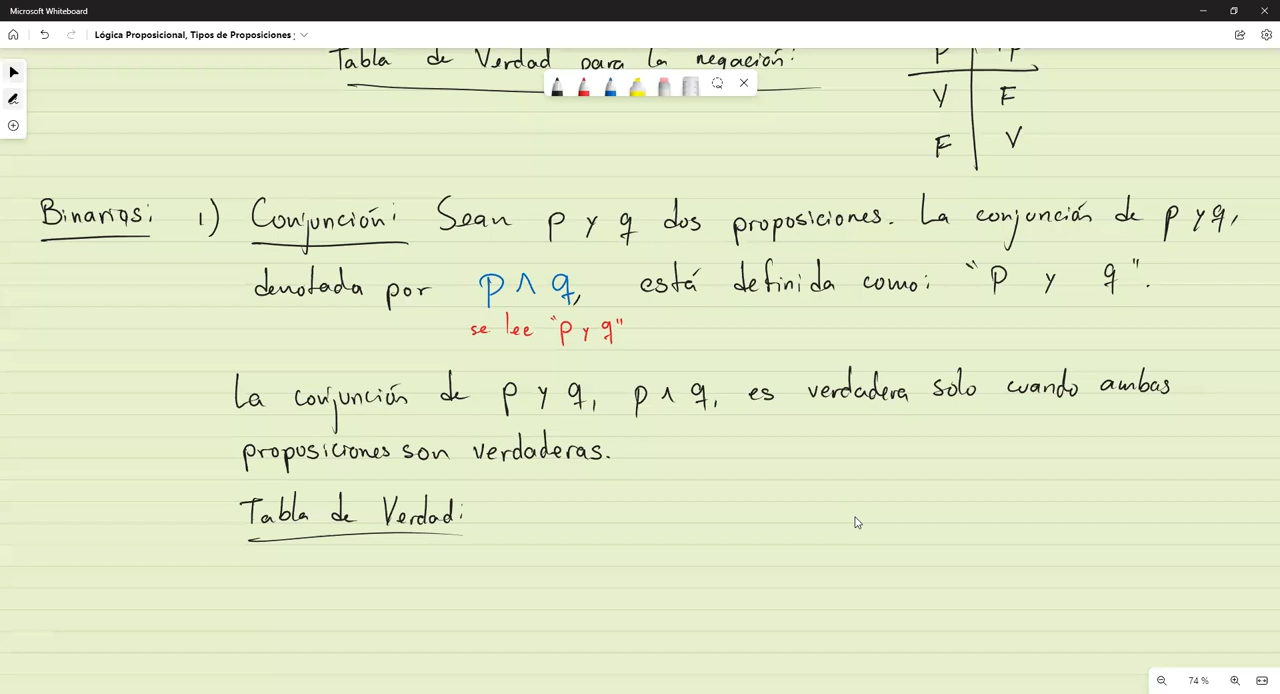 Microsoft Whiteboard
Lógica Proposicional, Tipos de Proposiciones
Tabla de Verdad para la negación:
V F
F V
Binarios: 1) Conjunción: Sean p y q dos proposiciones. La conjunción de p y q,
denotada por p ∧ q, está definida como: "p y q".
se lee "p y q"
La conjunción de p y q, p ∧ q, es verdadera solo cuando ambas
proposiciones son verdaderas.
Tabla de Verdad:
74 %